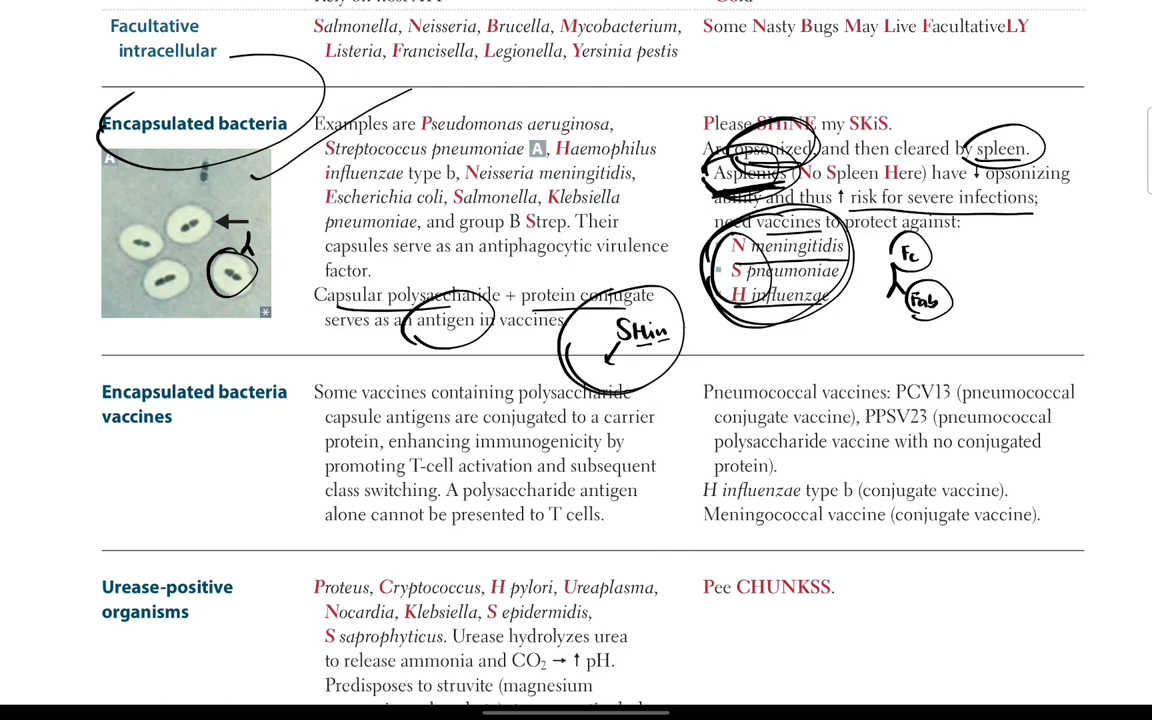 Facultative
intracellular
Salmonella, Neisseria, Brucella, Mycobacterium,
Listeria, Francisella, Legionella, Yersinia pestis
Some Nasty Bugs May Live FacultativeLY
Encapsulated bacteria
A
Examples are Pseudomonas aeruginosa,
Streptococcus pneumoniae A, Haemophilus
influenzae type b, Neisseria meningitidis,
Escherichia coli, Salmonella, Klebsiella
pneumoniae, and group B Strep. Their
capsules serve as an antiphagocytic virulence
factor.
Capsular polysaccharide + protein conjugate
serves as an antigen in vaccines.
SHin
Please SHiNE my SKiS.
Are opsonized, and then cleared by spleen.
Asplenics (No Spleen Here) have ↓ opsonizing
ability and thus ↑ risk for severe infections;
need vaccines to protect against:
N meningitidis
S pneumoniae
H influenzae
Fc
Fab
Encapsulated bacteria
vaccines
Some vaccines containing polysaccharide
capsule antigens are conjugated to a carrier
protein, enhancing immunogenicity by
promoting T-cell activation and subsequent
class switching. A polysaccharide antigen
alone cannot be presented to T cells.
Pneumococcal vaccines: PCV13 (pneumococcal
conjugate vaccine), PPSV23 (pneumococcal
polysaccharide vaccine with no conjugated
protein).
H influenzae type b (conjugate vaccine).
Meningococcal vaccine (conjugate vaccine).
Urease-positive
organisms
Proteus, Cryptococcus, H pylori, Ureaplasma,
Nocardia, Klebsiella, S epidermidis,
S saprophyticus. Urease hydrolyzes urea
to release ammonia and CO₂ → ↑ pH.
Predisposes to struvite (magnesium
Pee CHUNKSS.